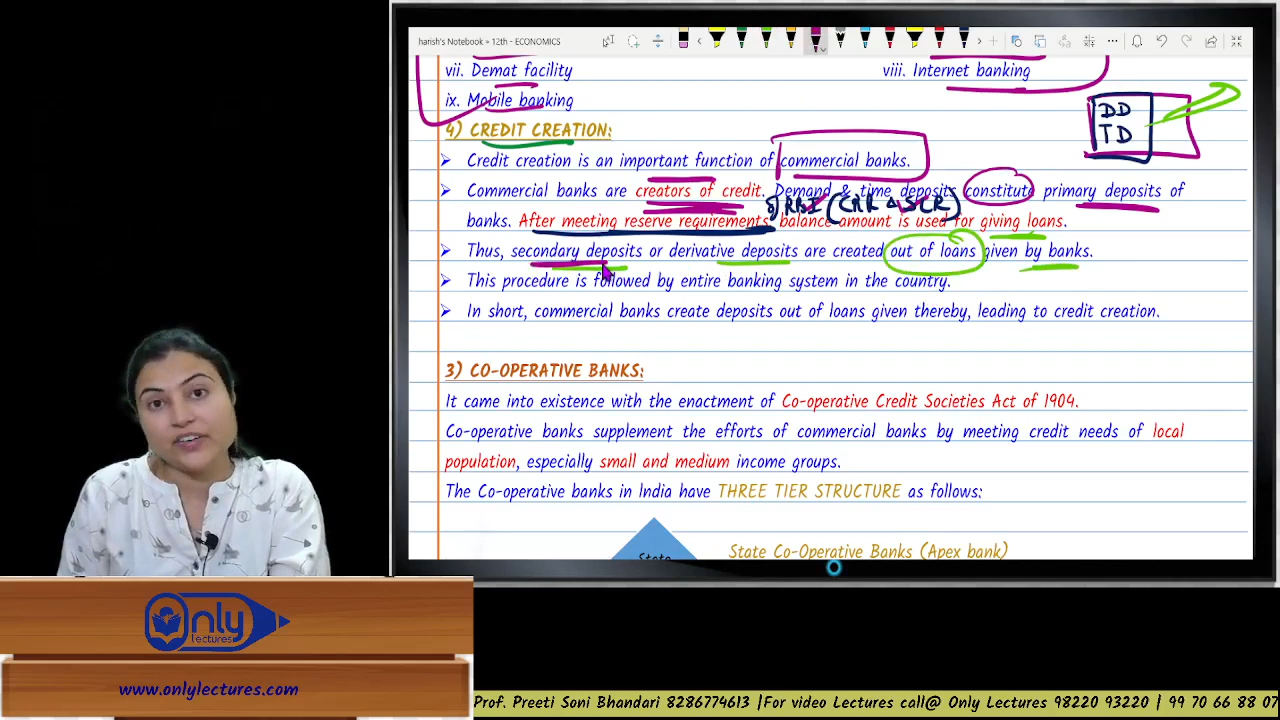 harish's Notebook » 12th - ECONOMICS
vii. Demat facility viii. Internet banking
ix. Mobile banking
DD
TD
4) CREDIT CREATION:
Credit creation is an important function of commercial banks.
Commercial banks are creators of credit. Demand & time deposits constitute primary deposits of
of RBI (CRR & SLR)
banks. After meeting reserve requirements balance amount is used for giving loans.
Thus, secondary deposits or derivative deposits are created out of loans given by banks.
This procedure is followed by entire banking system in the country.
In short, commercial banks create deposits out of loans given thereby, leading to credit creation.
3) CO-OPERATIVE BANKS:
It came into existence with the enactment of Co-operative Credit Societies Act of 1904.
Co-operative banks supplement the efforts of commercial banks by meeting credit needs of local
population, especially small and medium income groups.
The Co-operative banks in India have THREE TIER STRUCTURE as follows:
State State Co-Operative Banks (Apex bank)
Only
lectures
www.onlylectures.com
Prof. Preeti Soni Bhandari 8286774613 |For video Lectures call@ Only Lectures 98220 93220 | 99 70 66 88 07